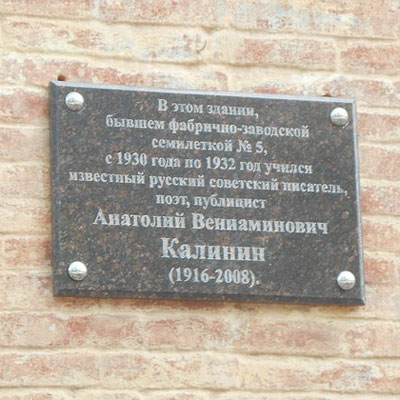 В этом здании,
бывшем фабрично-заводской
семилеткой № 5,
с 1930 года по 1932 год учился
известный русский советский писатель,
поэт, публицист
Анатолий Вениаминович
Калинин
(1916-2008).